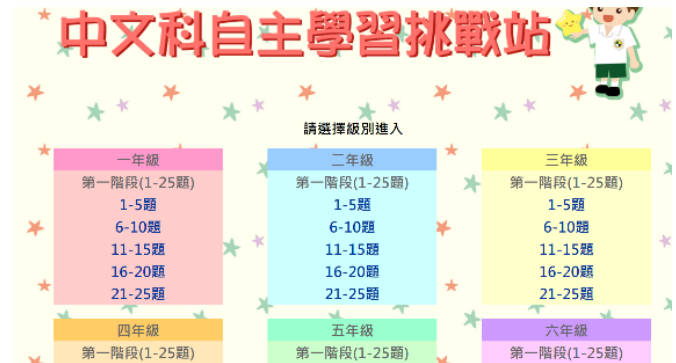 中文科自主學習挑戰站
請選擇級別進入
一年級
第一階段(1-25題)
1-5題
6-10題
11-15題
16-20題
21-25題
二年級
第一階段(1-25題)
1-5題
6-10題
11-15題
16-20題
21-25題
三年級
第一階段(1-25題)
1-5題
6-10題
11-15題
16-20題
21-25題
四年級
第一階段(1-25題)
五年級
第一階段(1-25題)
六年級
第一階段(1-25題)